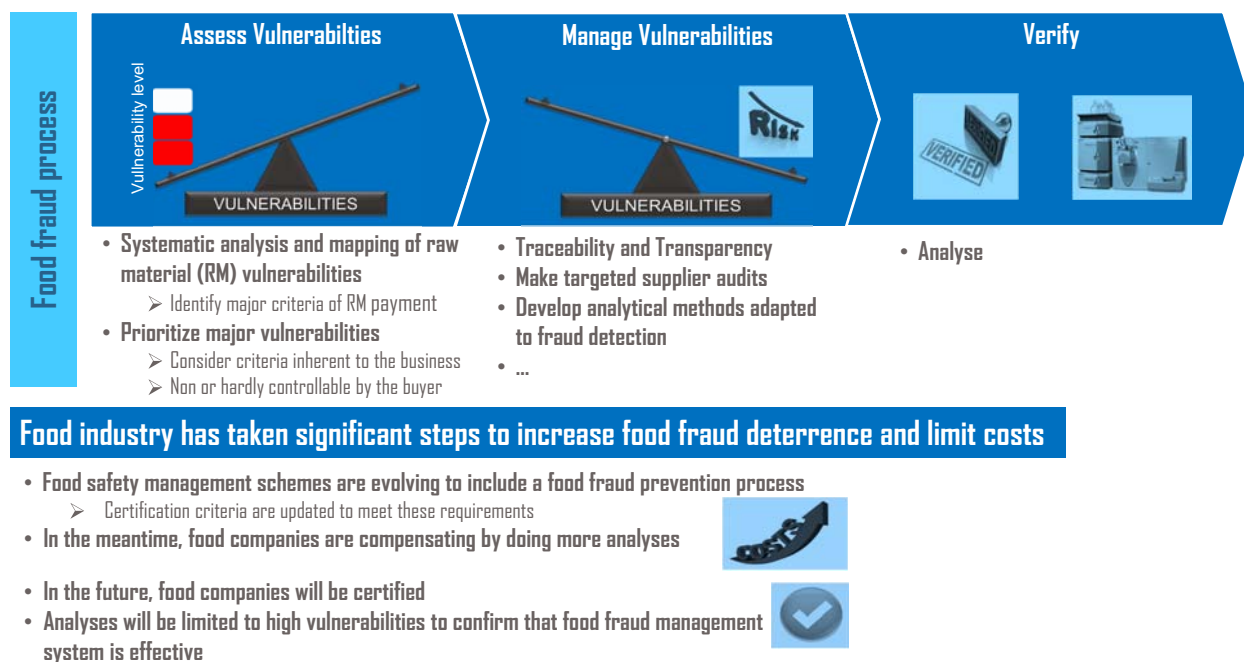 Food fraud process
Assess Vulnerabilties
Manage Vulnerabilities
Verify
Vullnerability level
VULNERABILITIES
RISK
VULNERABILITIES
VERIFIED
VERIFIED
• Systematic analysis and mapping of raw
material (RM) vulnerabilities
➢ Identify major criteria of RM payment
• Prioritize major vulnerabilities
➢ Consider criteria inherent to the business
➢ Non or hardly controllable by the buyer
• Traceability and Transparency
• Make targeted supplier audits
• Develop analytical methods adapted
to fraud detection
• ...
• Analyse
Food industry has taken significant steps to increase food fraud deterrence and limit costs
• Food safety management schemes are evolving to include a food fraud prevention process
➢ Certification criteria are updated to meet these requirements
• In the meantime, food companies are compensating by doing more analyses
COSTS
• In the future, food companies will be certified
• Analyses will be limited to high vulnerabilities to confirm that food fraud management
system is effective